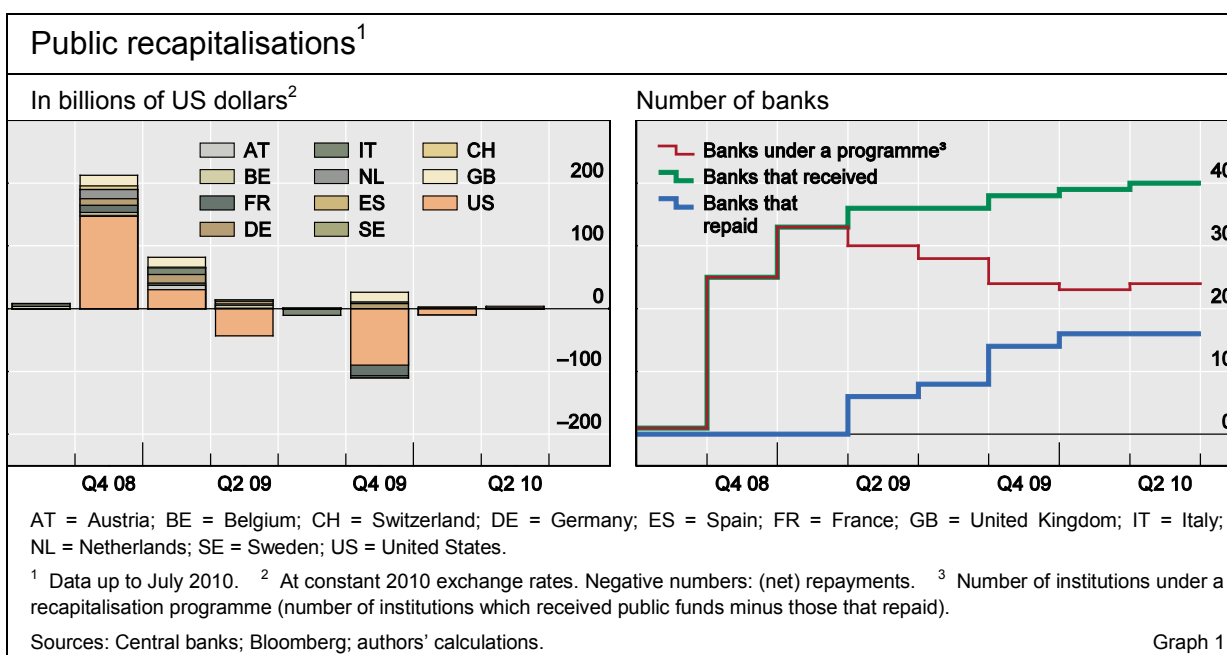 Public recapitalisations¹
In billions of US dollars²
Number of banks
AT
IT
CH
BE
NL
GB
FR
ES
US
DE
SE
200
100
0
–100
–200
Q4 08
Q2 09
Q4 09
Q2 10
Banks under a programme³
Banks that received
Banks that
repaid
40
30
20
10
0
Q4 08
Q2 09
Q4 09
Q2 10
AT = Austria; BE = Belgium; CH = Switzerland; DE = Germany; ES = Spain; FR = France; GB = United Kingdom; IT = Italy;
NL = Netherlands; SE = Sweden; US = United States.
¹ Data up to July 2010. ² At constant 2010 exchange rates. Negative numbers: (net) repayments. ³ Number of institutions under a
recapitalisation programme (number of institutions which received public funds minus those that repaid).
Sources: Central banks; Bloomberg; authors' calculations.
Graph 1